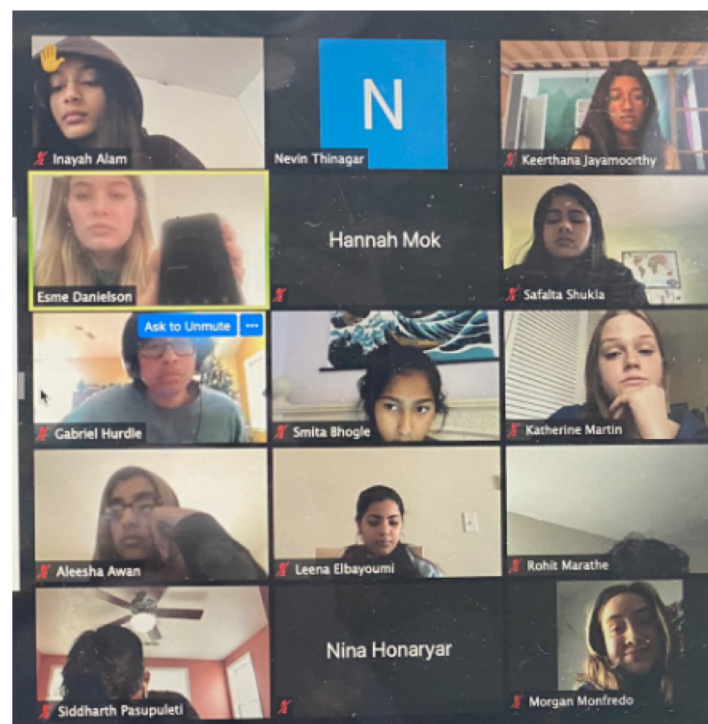 Inayah Alam
N
Nevin Thinagar
Keerthana Jayamoorthy
Esme Danielson
Hannah Mok
Safalta Shukla
Ask to Unmute
Gabriel Hurdle
Smita Bhogle
Katherine Martin
Aleesha Awan
Leena Elbayoumi
Rohit Marathe
Siddharth Pasupuleti
Nina Honaryar
Morgan Monfredo